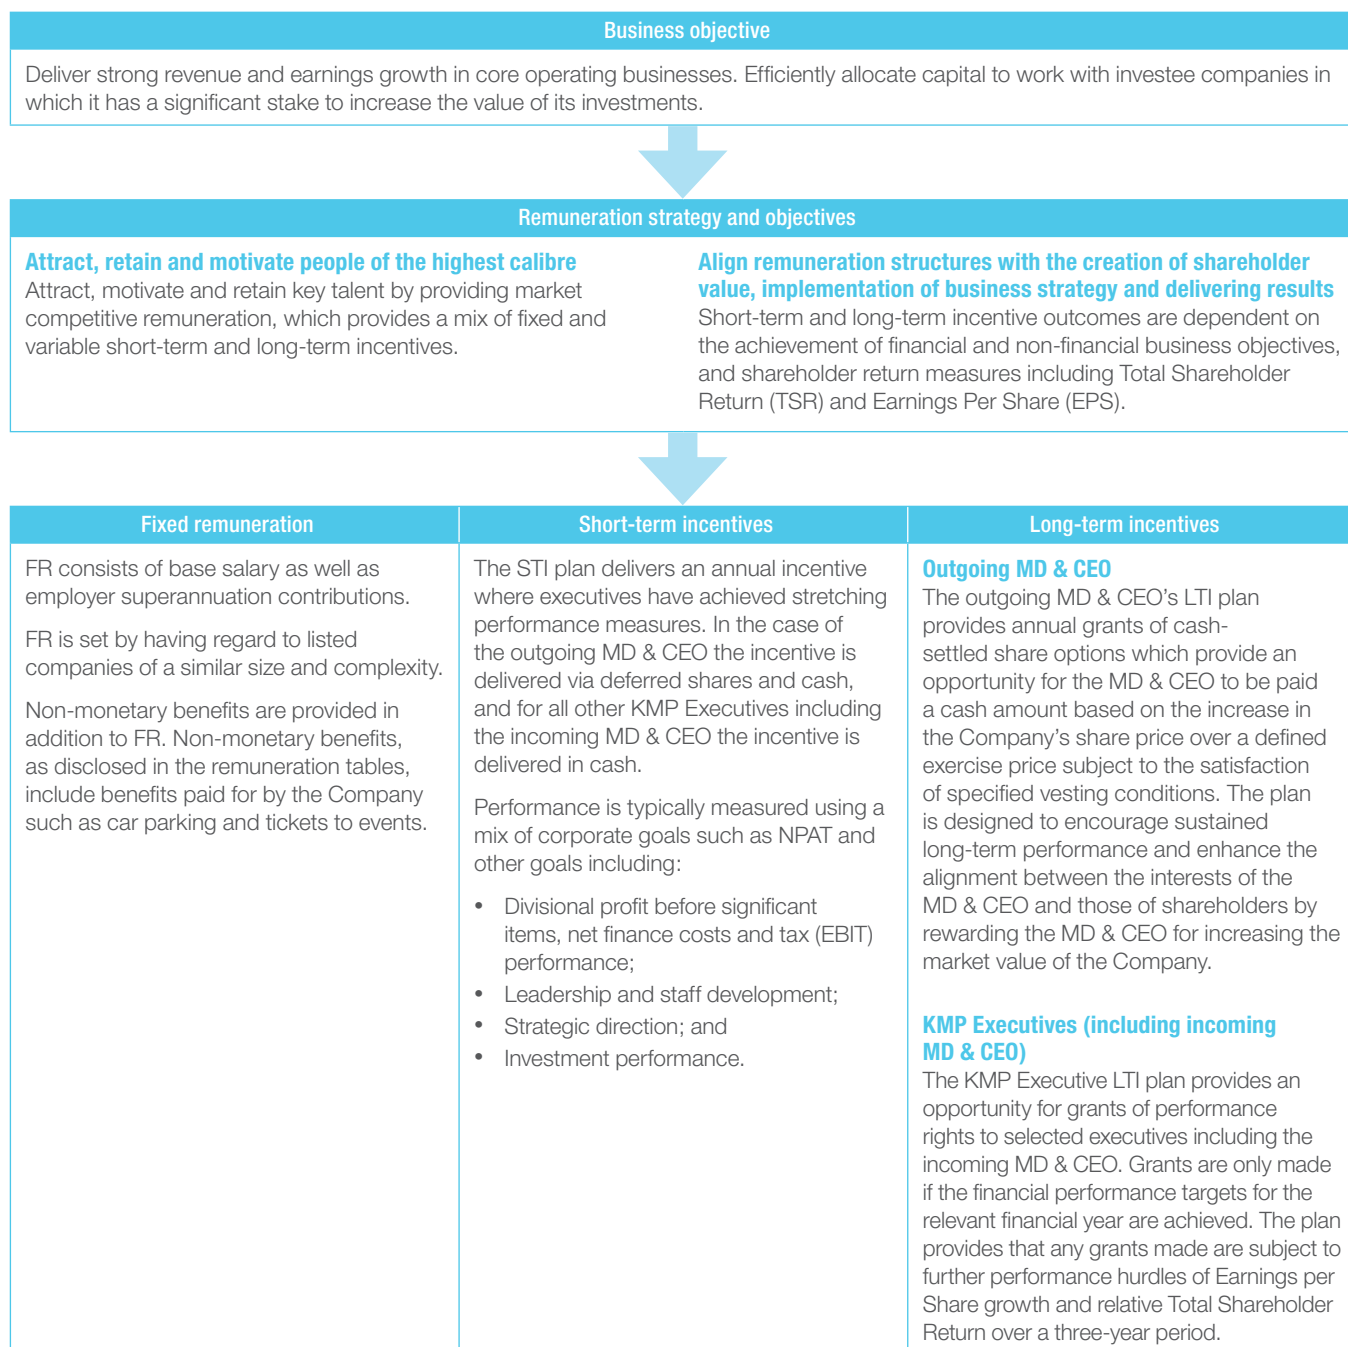 Business objective
Deliver strong revenue and earnings growth in core operating businesses. Efficiently allocate capital to work with investee companies in
which it has a significant stake to increase the value of its investments.
Remuneration strategy and objectives
Attract, retain and motivate people of the highest calibre
Attract, motivate and retain key talent by providing market
competitive remuneration, which provides a mix of fixed and
variable short-term and long-term incentives.
Align remuneration structures with the creation of shareholder
value, implementation of business strategy and delivering results
Short-term and long-term incentive outcomes are dependent on
the achievement of financial and non-financial business objectives,
and shareholder return measures including Total Shareholder
Return (TSR) and Earnings Per Share (EPS).
Fixed remuneration
FR consists of base salary as well as
employer superannuation contributions.
FR is set by having regard to listed
companies of a similar size and complexity.
Non-monetary benefits are provided in
addition to FR. Non-monetary benefits,
as disclosed in the remuneration tables,
include benefits paid for by the Company
such as car parking and tickets to events.
Short-term incentives
The STI plan delivers an annual incentive
where executives have achieved stretching
performance measures. In the case of
the outgoing MD & CEO the incentive is
delivered via deferred shares and cash,
and for all other KMP Executives including
the incoming MD & CEO the incentive is
delivered in cash.
Performance is typically measured using a
mix of corporate goals such as NPAT and
other goals including:
• Divisional profit before significant
items, net finance costs and tax (EBIT)
performance;
• Leadership and staff development;
• Strategic direction; and
• Investment performance.
Long-term incentives
Outgoing MD & CEO
The outgoing MD & CEO's LTI plan
provides annual grants of cash-
settled share options which provide an
opportunity for the MD & CEO to be paid
a cash amount based on the increase in
the Company's share price over a defined
exercise price subject to the satisfaction
of specified vesting conditions. The plan
is designed to encourage sustained
long-term performance and enhance the
alignment between the interests of the
MD & CEO and those of shareholders by
rewarding the MD & CEO for increasing the
market value of the Company.
KMP Executives (including incoming
MD & CEO)
The KMP Executive LTI plan provides an
opportunity for grants of performance
rights to selected executives including the
incoming MD & CEO. Grants are only made
if the financial performance targets for the
relevant financial year are achieved. The plan
provides that any grants made are subject to
further performance hurdles of Earnings per
Share growth and relative Total Shareholder
Return over a three-year period.